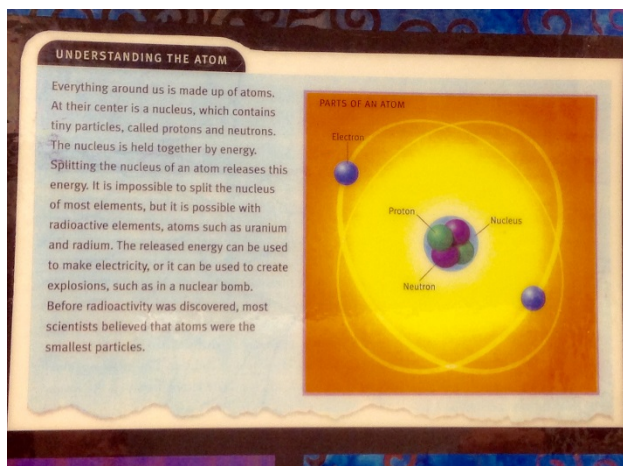 UNDERSTANDING THE ATOM
Everything around us is made up of atoms.
At their center is a nucleus, which contains
tiny particles, called protons and neutrons.
The nucleus is held together by energy.
Splitting the nucleus of an atom releases this
energy. It is impossible to split the nucleus
of most elements, but it is possible with
radioactive elements, atoms such as uranium
and radium. The released energy can be used
to make electricity, or it can be used to create
explosions, such as in a nuclear bomb.
Before radioactivity was discovered, most
scientists believed that atoms were the
smallest particles.
PARTS OF AN ATOM
Electron
Proton
Nucleus
Neutron